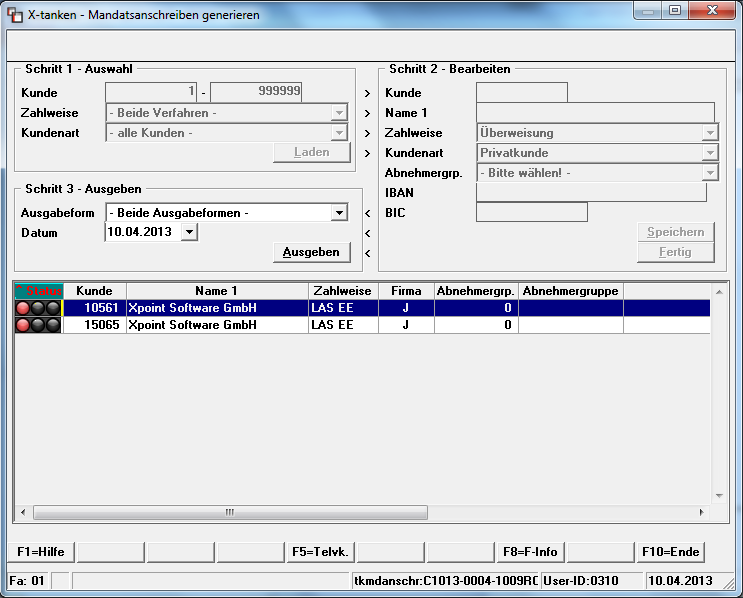 X-tanken - Mandatsanschreiben generieren
Schritt 1 - Auswahl
Kunde 1 - 999999 >
Zahlweise - Beide Verfahren - >
Kundenart - alle Kunden - >
Laden >
Schritt 2 - Bearbeiten
Kunde
Name 1
Zahlweise Überweisung
Kundenart Privatkunde
Abnehmergrp. - Bitte wählen! -
IBAN
BIC
Speichern
Fertig
Schritt 3 - Ausgeben
Ausgabeform - Beide Ausgabeformen - <
Datum 10.04.2013 <
Ausgeben <
^ Status Kunde Name 1 Zahlweise Firma Abnehmergrp. Abnehmergruppe
10561 Xpoint Software GmbH LAS EE J 0
15065 Xpoint Software GmbH LAS EE J 0
F1=Hilfe F5=Telvk. F8=F-Info F10=Ende
Fa: 01 tkmdanschr:C1013-0004-1009RC User-ID:0310 10.04.2013